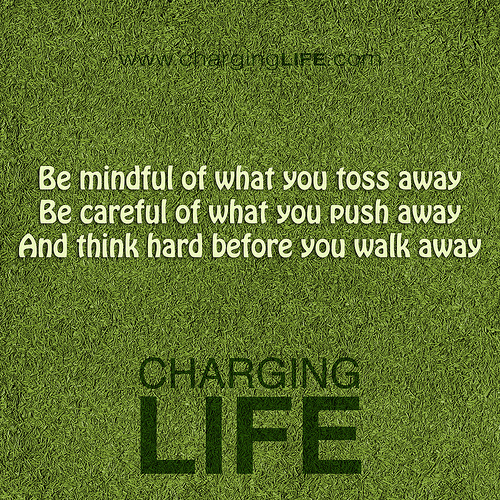 www.chargingLIFE.com
Be mindful of what you toss away
Be careful of what you push away
And think hard before you walk away
CHARGING
LIFE